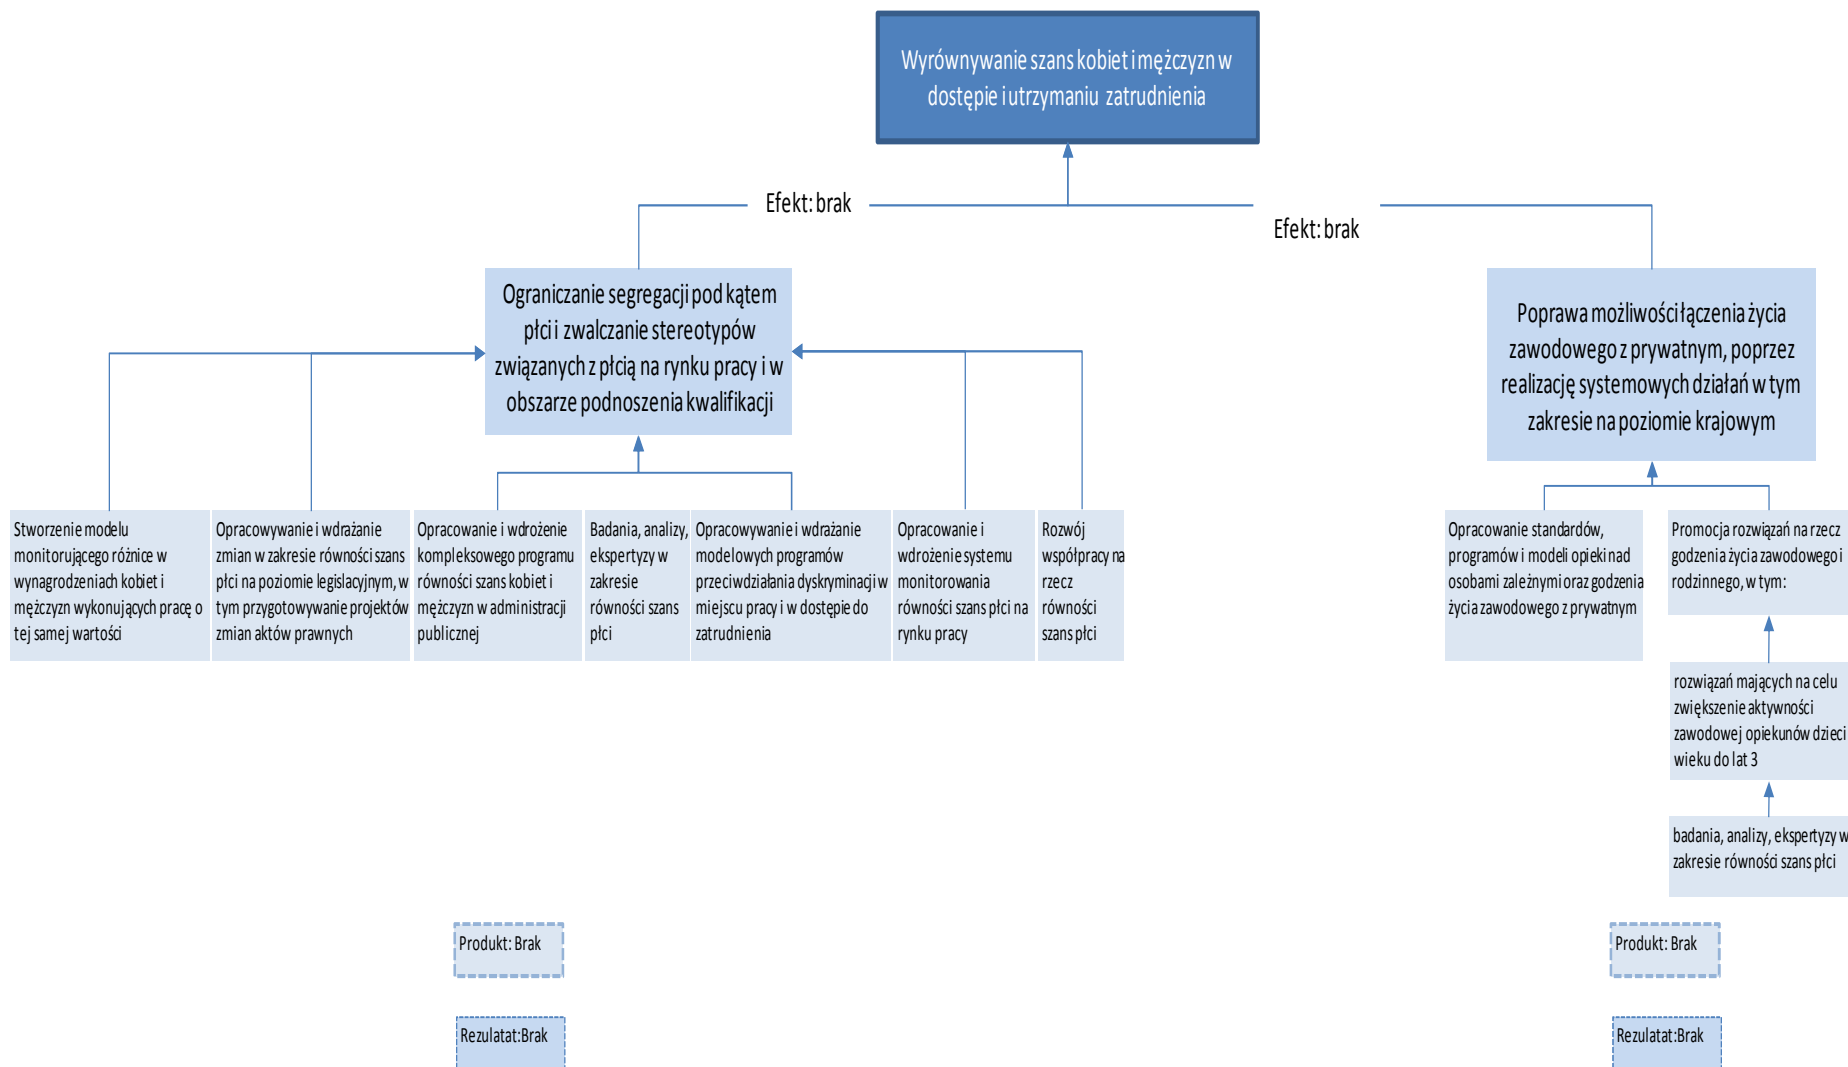 Wyrównywanie szans kobiet i mężczyzn w
dostępie i utrzymaniu zatrudnienia
Efekt: brak
Efekt: brak
Ograniczanie segregacji pod kątem
płci i zwalczanie stereotypów
związanych z płcią na rynku pracy i w
obszarze podnoszenia kwalifikacji
Poprawa możliwości łączenia życia
zawodowego z prywatnym, poprzez
realizację systemowych działań w tym
zakresie na poziomie krajowym
Stworzenie modelu
monitorującego różnice w
wynagrodzeniach kobiet i
mężczyzn wykonujących pracę o
tej samej wartości
Opracowywanie i wdrażanie
zmian w zakresie równości szans
płci na poziomie legislacyjnym, w
tym przygotowywanie projektów
zmian aktów prawnych
Opracowanie i wdrożenie
kompleksowego programu
równości szans kobiet i
mężczyzn w administracji
publicznej
Badania, analizy,
ekspertyzy w
zakresie
równości szans
płci
Opracowywanie i wdrażanie
modelowych programów
przeciwdziałania dyskryminacji w
miejscu pracy i w dostępie do
zatrudnienia
Opracowanie i
wdrożenie systemu
monitorowania
równości szans płci na
rynku pracy
Rozwój
współpracy na
rzecz
równości
szans płci
Opracowanie standardów,
programów i modeli opieki nad
osobami zależnymi oraz godzenia
życia zawodowego z prywatnym
Promocja rozwiązań na rzecz
godzenia życia zawodowego i
rodzinnego, w tym:
rozwiązań mających na celu
zwiększenie aktywności
zawodowej opiekunów dzieci
wieku do lat 3
badania, analizy, ekspertyzy w
zakresie równości szans płci
Produkt: Brak
Produkt: Brak
Rezulatat:Brak
Rezulatat:Brak